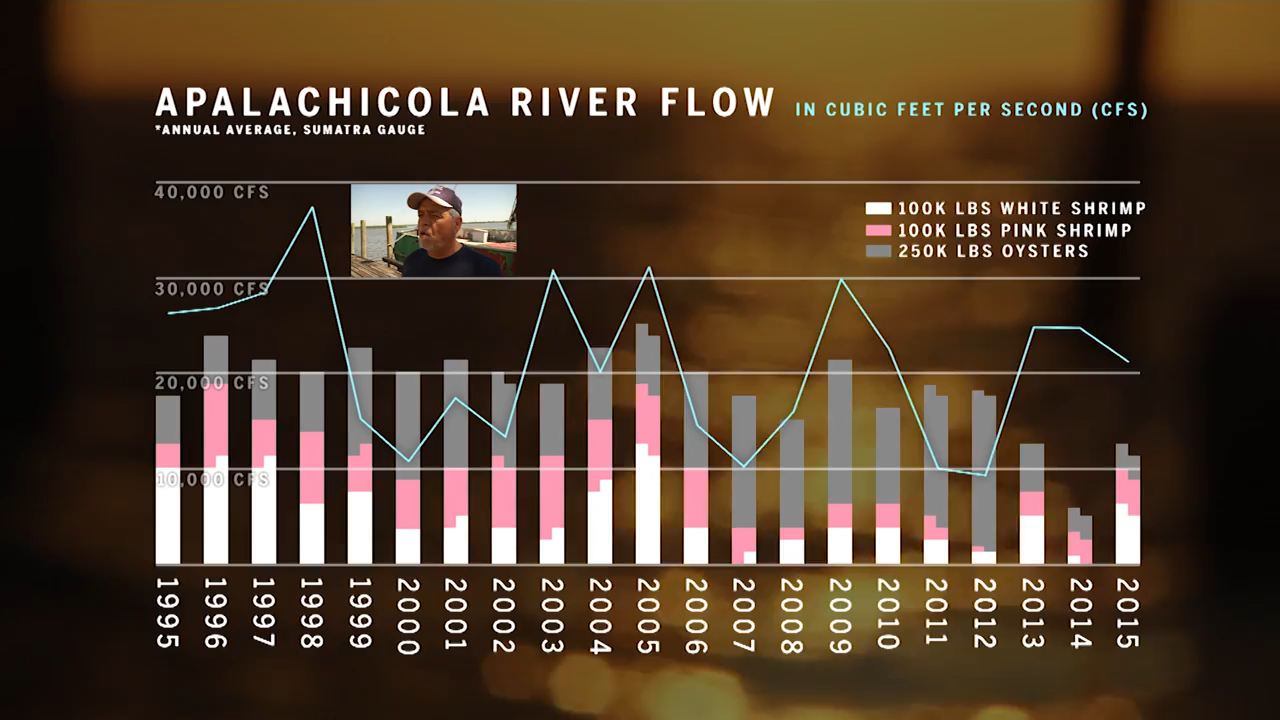 APALACHICOLA RIVER FLOW IN CUBIC FEET PER SECOND (CFS)
*ANNUAL AVERAGE, SUMATRA GAUGE
40,000 CFS
100K LBS WHITE SHRIMP
100K LBS PINK SHRIMP
250K LBS OYSTERS
30,000 CFS
20,000 CFS
10,000 CFS
1995
1996
1997
1998
1999
2000
2001
2002
2003
2004
2005
2006
2007
2008
2009
2010
2011
2012
2013
2014
2015